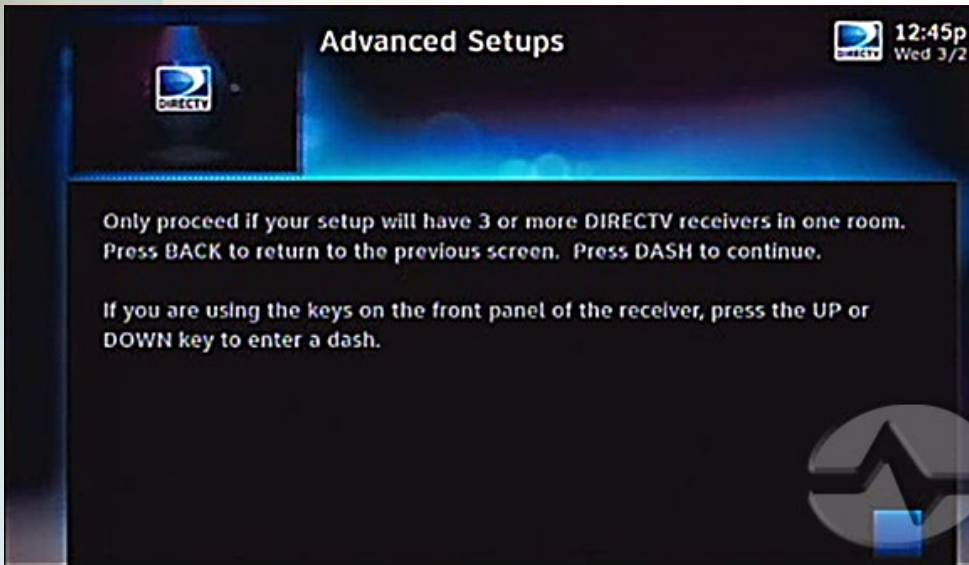 Advanced Setups
DIRECTV
12:45p
Wed 3/2
DIRECTV
Only proceed if your setup will have 3 or more DIRECTV receivers in one room.
Press BACK to return to the previous screen.  Press DASH to continue.
If you are using the keys on the front panel of the receiver, press the UP or
DOWN key to enter a dash.